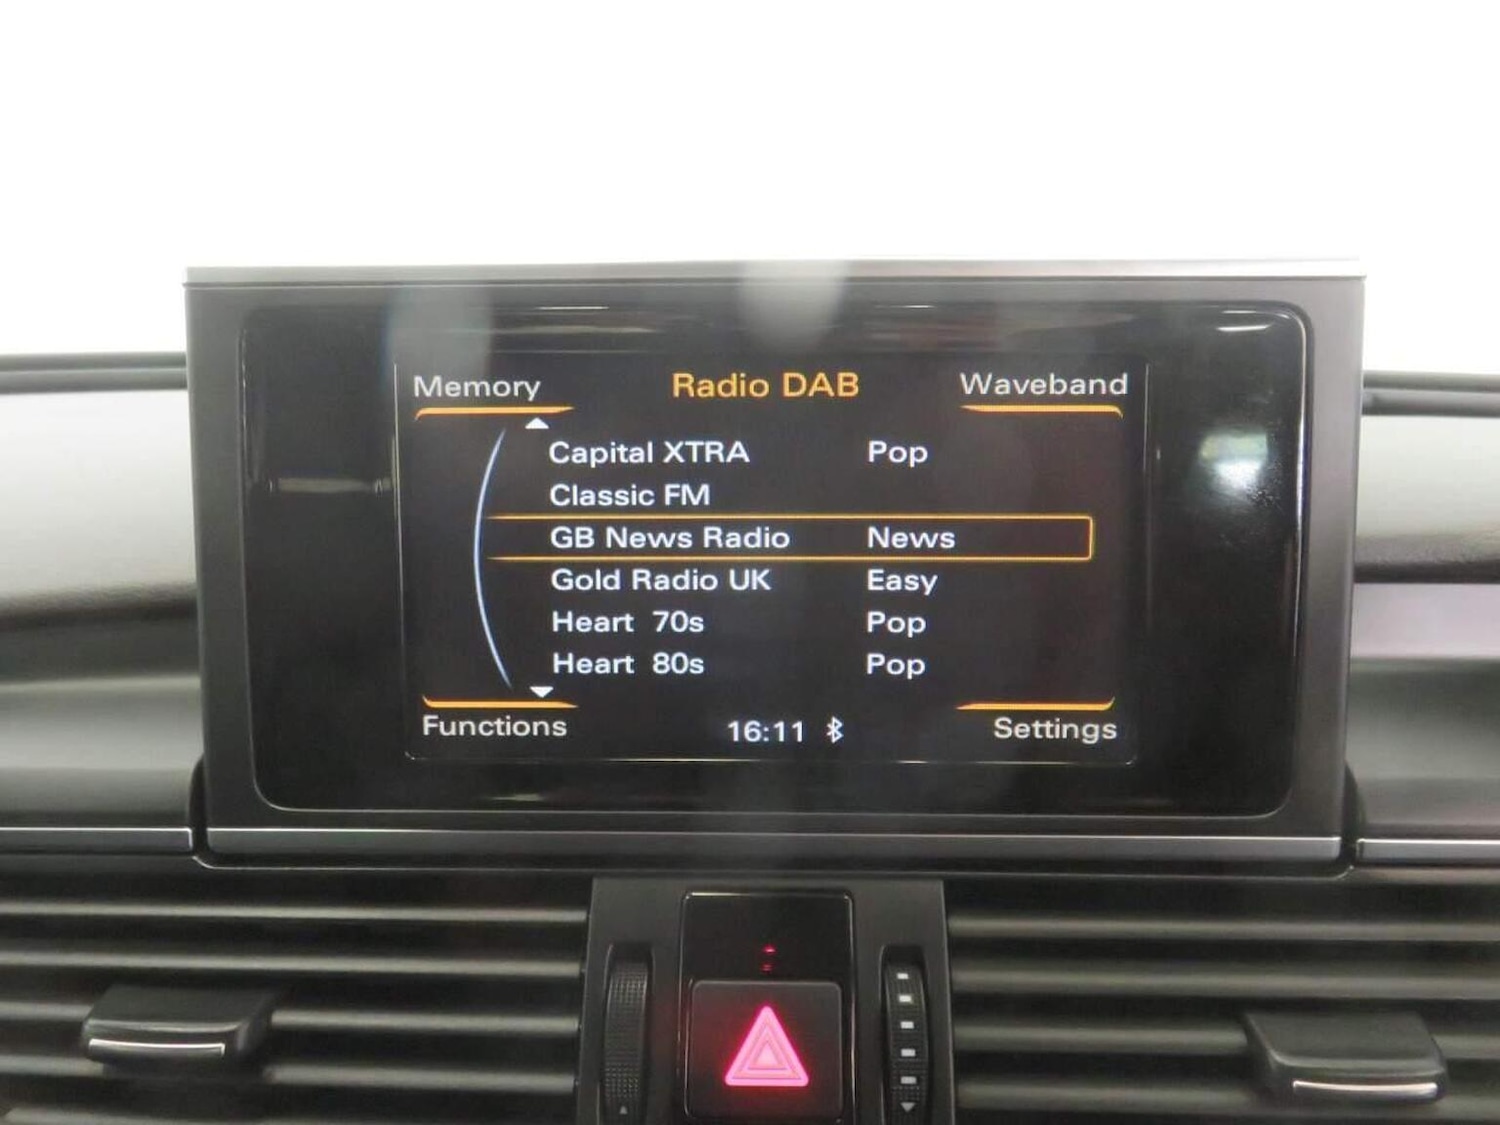 Memory Radio DAB Waveband
Capital XTRA Pop
Classic FM
GB News Radio News
Gold Radio UK Easy
Heart 70s Pop
Heart 80s Pop
Functions 16:11 Settings